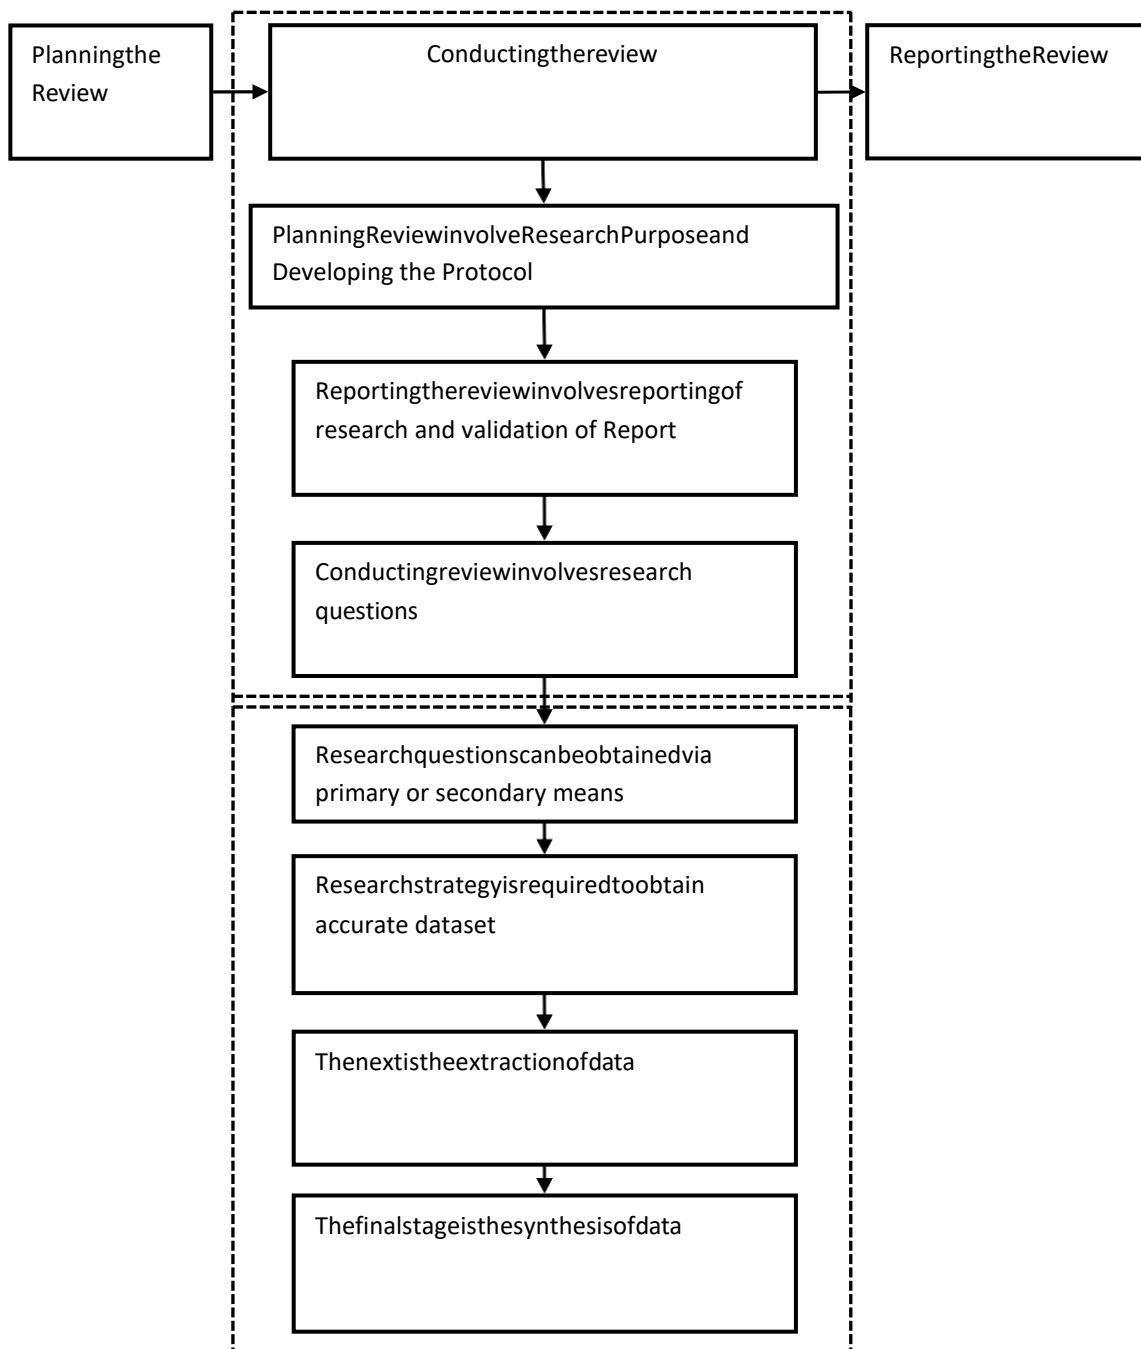 Planningthe
Review
Conductingthereview
ReportingtheReview
PlanningReviewinvolveResearchPurposeand
Developing the Protocol
Reportingthereviewinvolvesreportingof
research and validation of Report
Conductingreviewinvolvesresearch
questions
Researchquestionscanbeobtainedvia
primary or secondary means
Researchstrategyisrequiredtoobtain
accurate dataset
Thenextistheextractionofdata
Thefinalstageisthesynthesisofdata